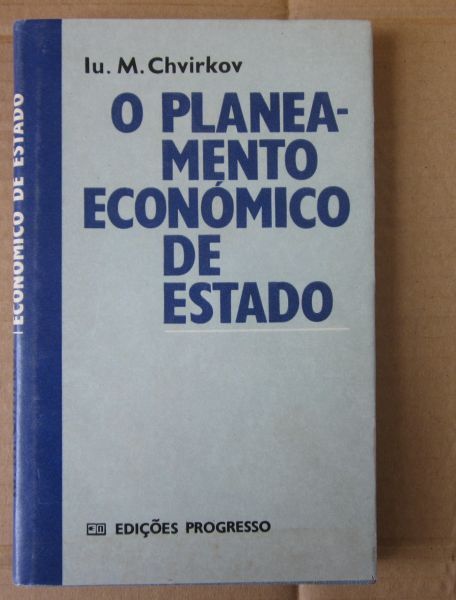 Iu. M. Chvirkov
O PLANEA-
MENTO
ECONÓMICO
DE
ESTADO
EDIÇÕES PROGRESSO
ECONÓMICO DE ESTADO